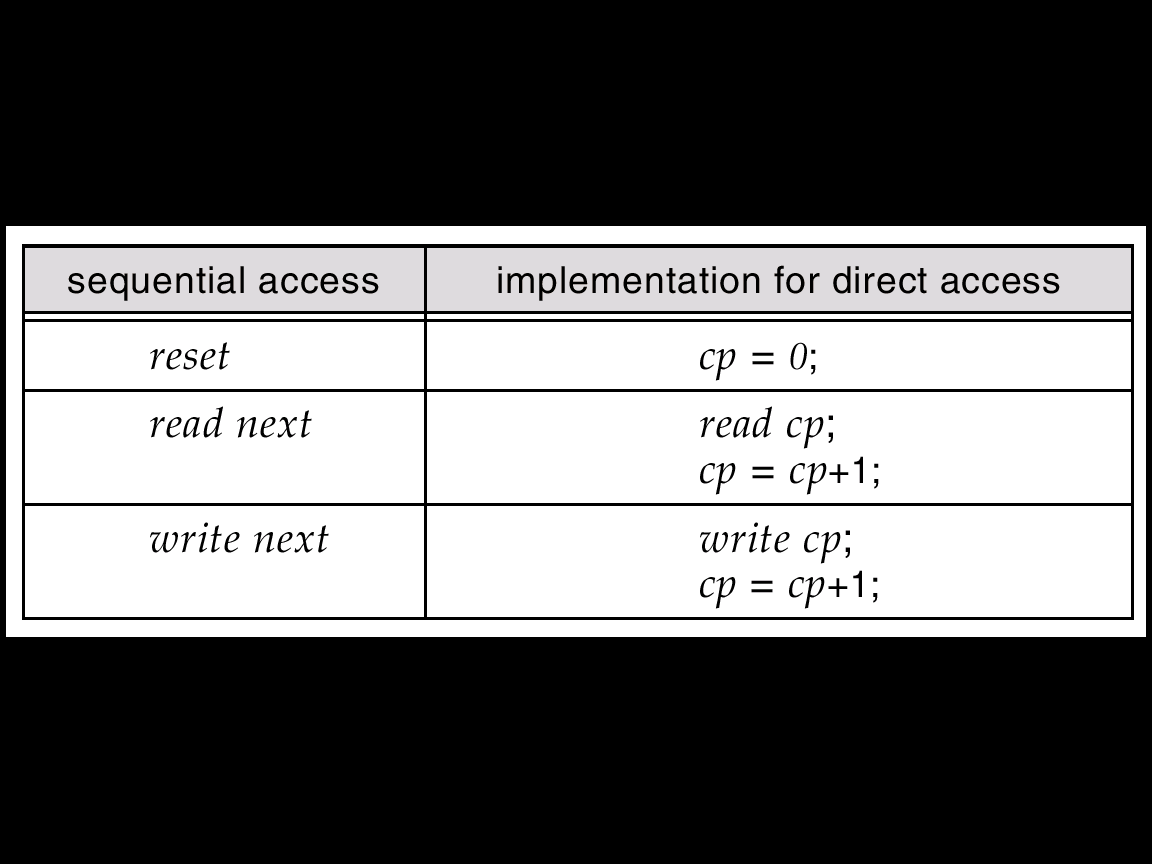 sequential access implementation for direct access
reset cp = 0;
read next read cp;
cp = cp+1;
write next write cp;
cp = cp+1;